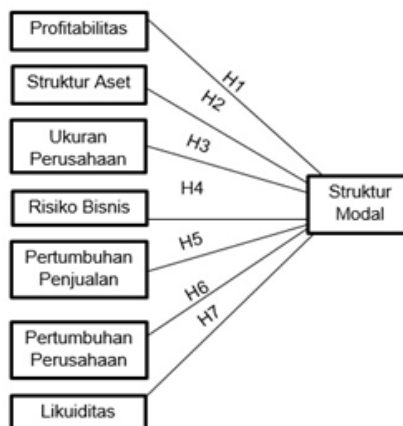 Profitabilitas
H1
Struktur Aset
H2
Ukuran
Perusahaan
H3
H4
Struktur
Modal
Risiko Bisnis
Pertumbuhan
Penjualan
H5
H6
Pertumbuhan
Perusahaan
H7
Likuiditas